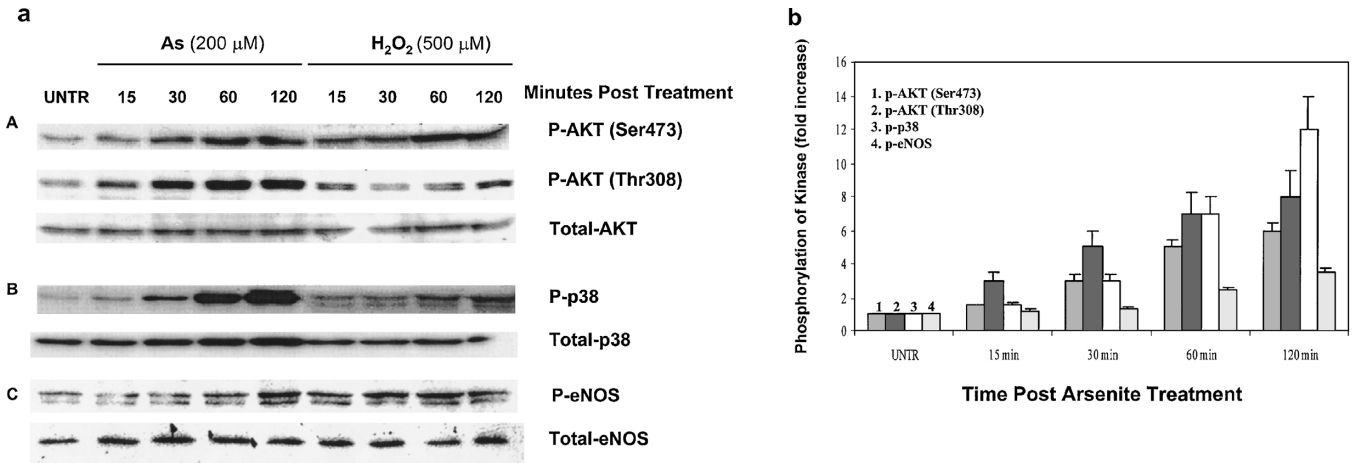 a
As (200 µM)
H2O2 (500 µM)
UNTR 15 30 60 120 15 30 60 120 Minutes Post Treatment
A
P-AKT (Ser473)
P-AKT (Thr308)
Total-AKT
B
P-p38
Total-p38
C
P-eNOS
Total-eNOS
b
Phosphorylation of Kinase (fold increase)
16
14
12
10
8
6
4
2
0
1. p-AKT (Ser473)
2. p-AKT (Thr308)
3. p-p38
4. p-eNOS
1 2 3 4
UNTR 15 min 30 min 60 min 120 min
Time Post Arsenite Treatment